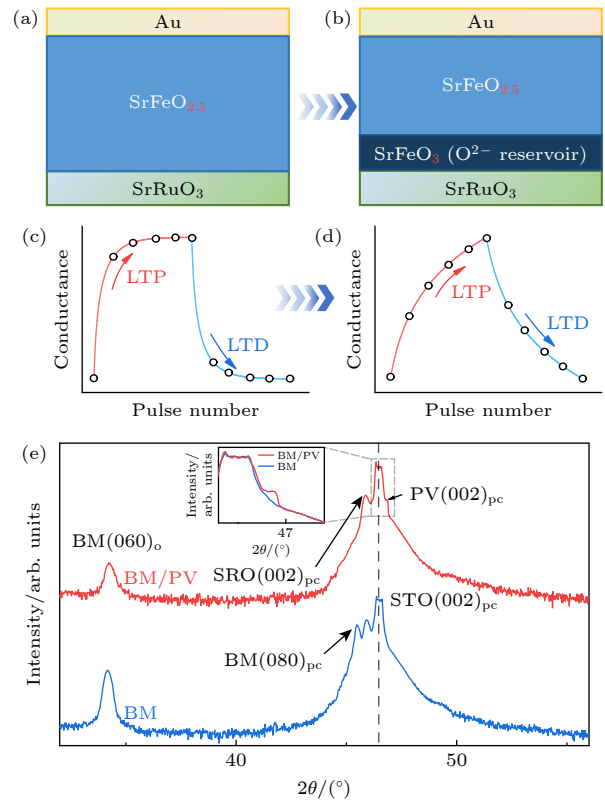 (a)
Au
SrFeO2.5
SrRuO3
(b)
Au
SrFeO2.5
SrFeO3 (O2− reservoir)
SrRuO3
(c)
Conductance
LTP
LTD
Pulse number
(d)
Conductance
LTP
LTD
Pulse number
(e)
Intensity/arb. units
Intensity/
arb. units
BM/PV
BM
47
2θ/(°)
PV(002)pc
BM(060)o
BM/PV
SRO(002)pc
STO(002)pc
BM(080)pc
BM
40
50
2θ/(°)